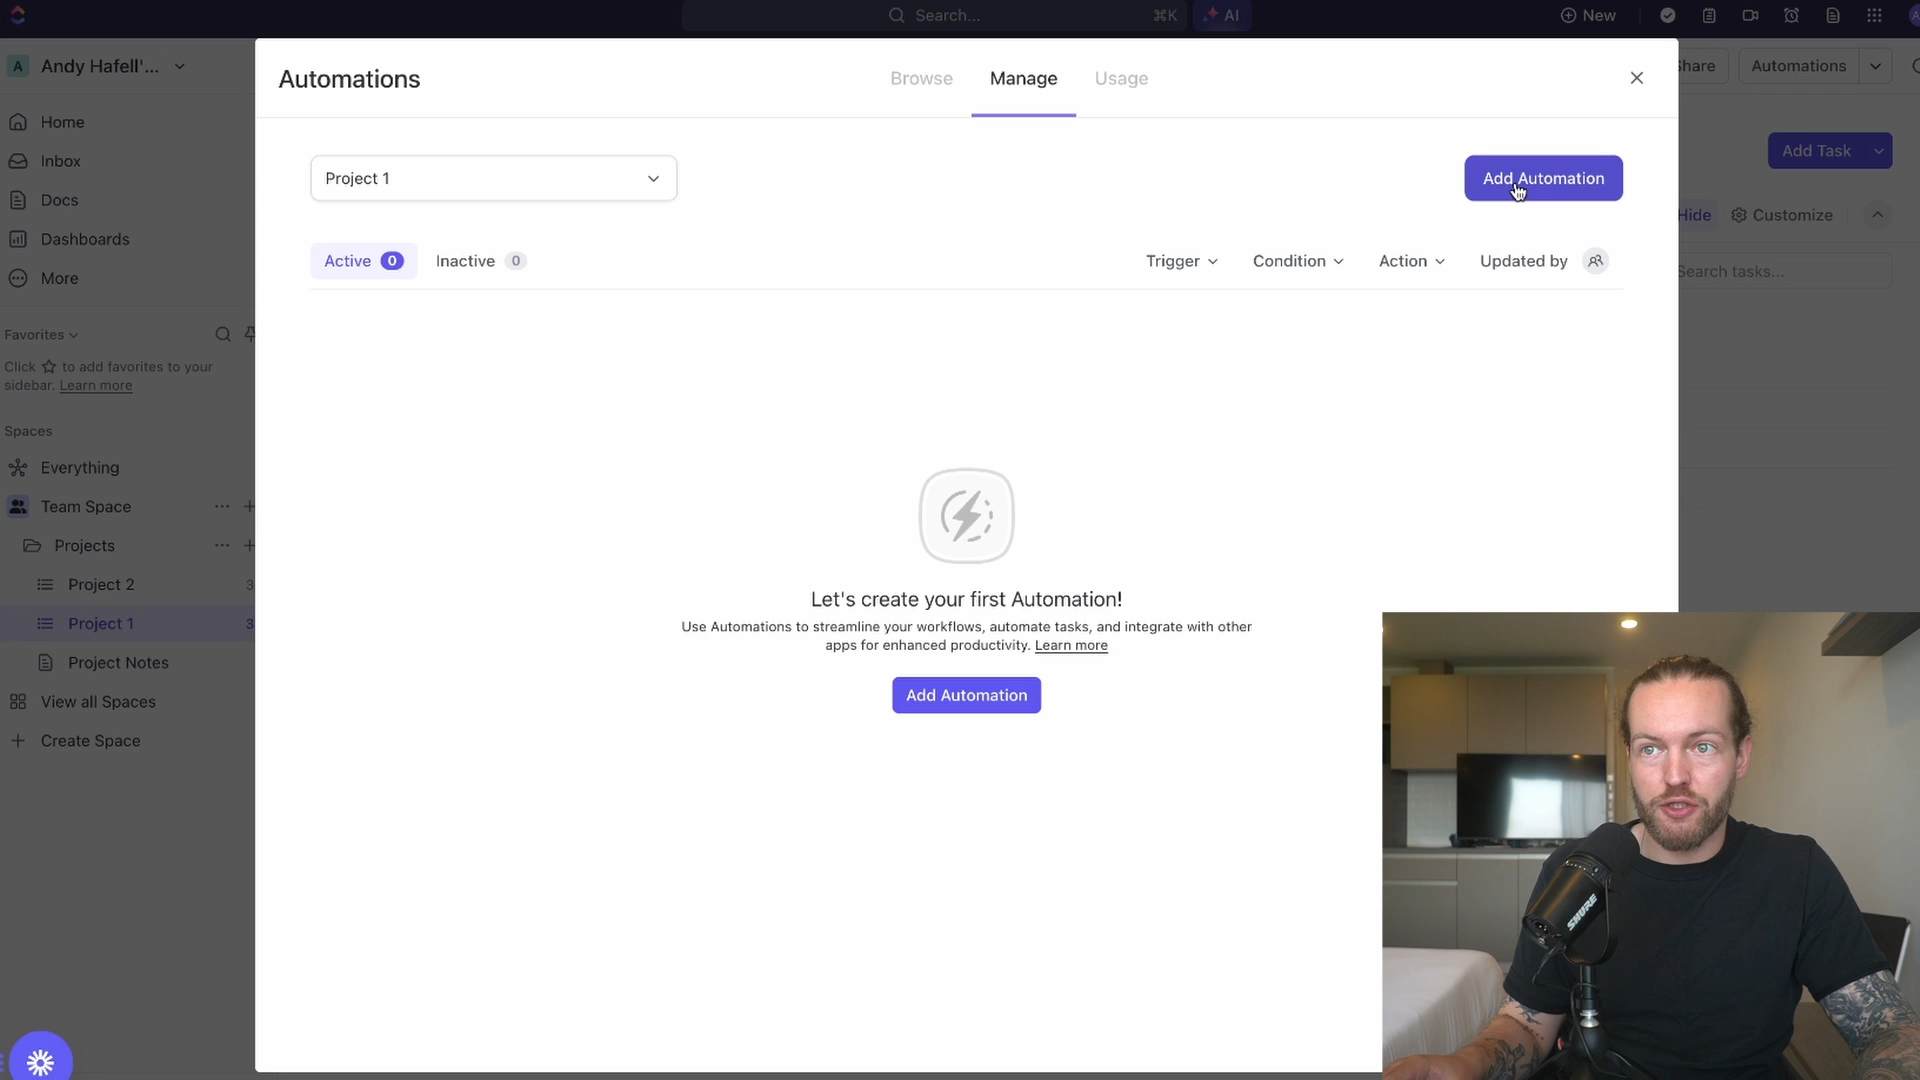 Search...
⌘K
AI
New
A
Andy Hafell'...
Share
Automations
Home
Inbox
Docs
Dashboards
More
Favorites
Click ☆ to add favorites to your
sidebar. Learn more
Spaces
Everything
Team Space
Projects
Project 2
3
Project 1
3
Project Notes
View all Spaces
Create Space
Automations
Browse
Manage
Usage
Project 1
Add Automation
Active 0
Inactive 0
Trigger
Condition
Action
Updated by
Let's create your first Automation!
Use Automations to streamline your workflows, automate tasks, and integrate with other
apps for enhanced productivity. Learn more
Add Automation
Add Task
Hide
Customize
Search tasks...
SHURE